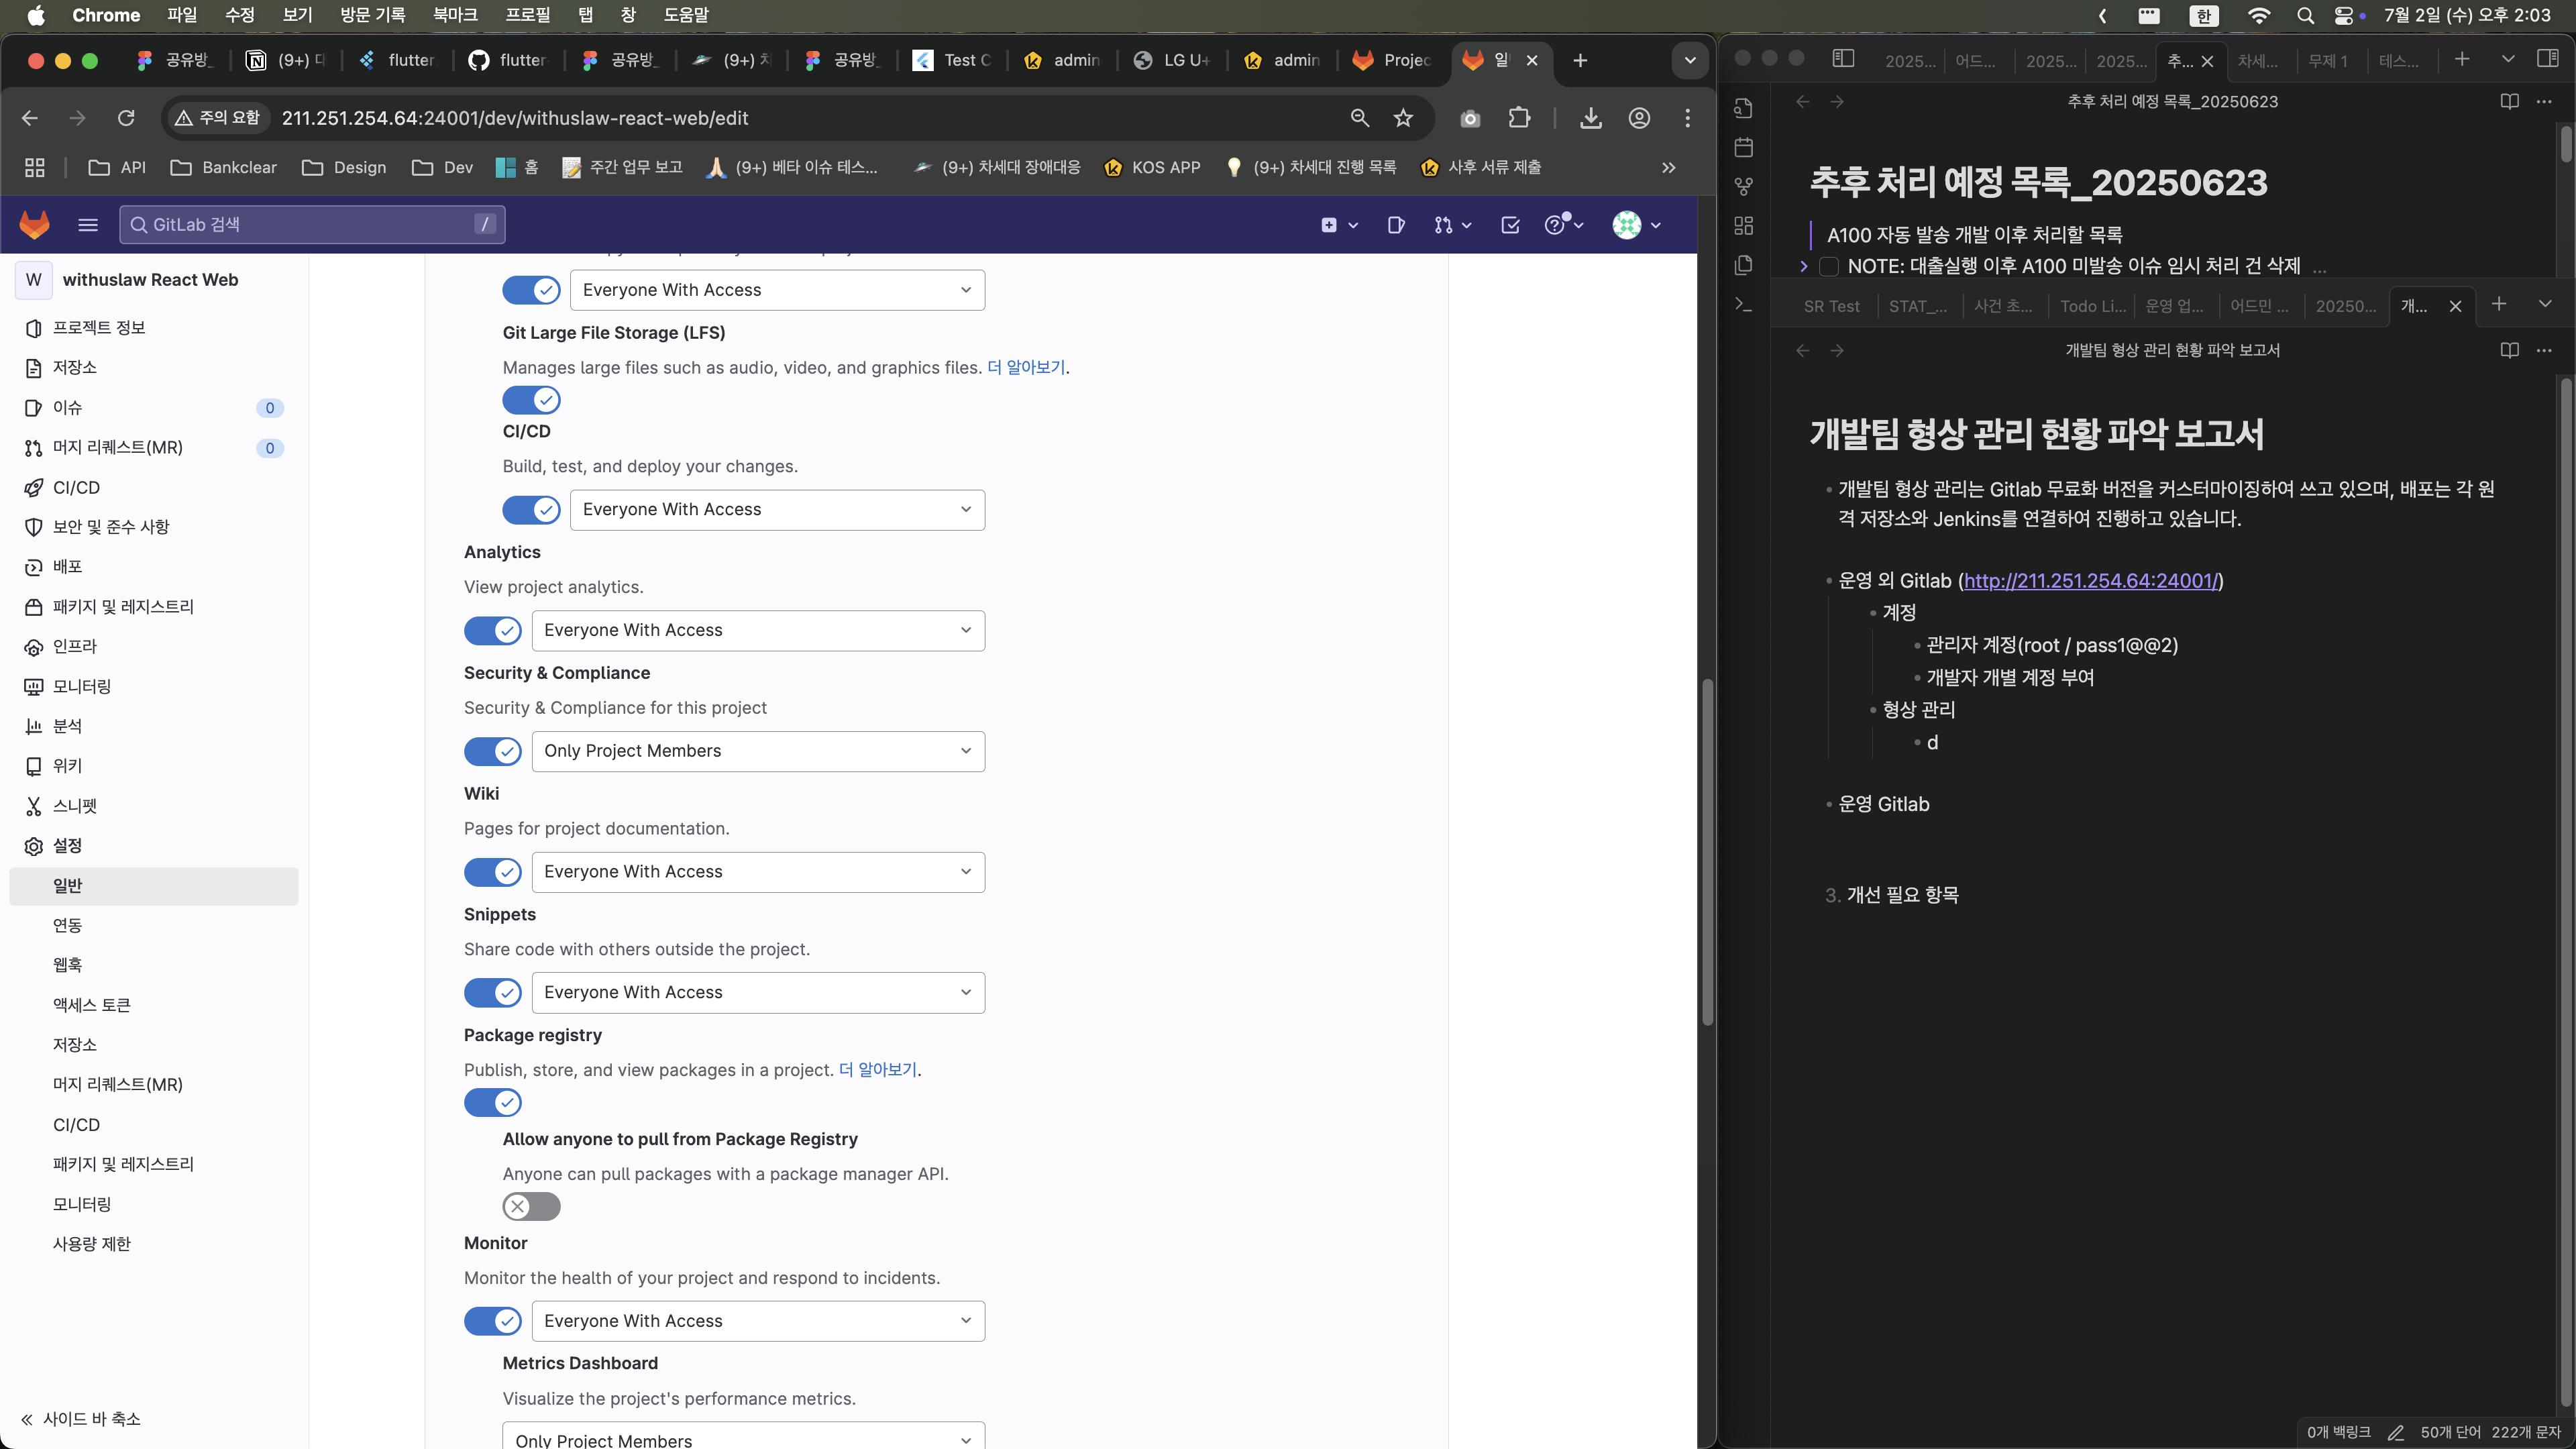 Chrome 파일 수정 보기 방문 기록 북마크 프로필 탭 창 도움말
한 7월 2일 (수) 오후 2:03
공유방_ (9+) flutter. flutter 공유방_ (9+) 공유방_ Test C admin LG U+ admin Projec 일
주의 요함 211.251.254.64:24001/dev/withuslaw-react-web/edit
API Bankclear Design Dev 홈 주간 업무 보고 (9+) 베타 이슈 테스... (9+) 차세대 장애대응 KOS APP (9+) 차세대 진행 목록 사후 서류 제출
GitLab 검색 /
W withuslaw React Web
프로젝트 정보
저장소
이슈 0
머지 리퀘스트(MR) 0
CI/CD
보안 및 준수 사항
배포
패키지 및 레지스트리
인프라
모니터링
분석
위키
스니펫
설정
일반
연동
웹훅
액세스 토큰
저장소
머지 리퀘스트(MR)
CI/CD
패키지 및 레지스트리
모니터링
사용량 제한
사이드 바 축소
Everyone With Access
Git Large File Storage (LFS)
Manages large files such as audio, video, and graphics files. 더 알아보기.
CI/CD
Build, test, and deploy your changes.
Everyone With Access
Analytics
View project analytics.
Everyone With Access
Security & Compliance
Security & Compliance for this project
Only Project Members
Wiki
Pages for project documentation.
Everyone With Access
Snippets
Share code with others outside the project.
Everyone With Access
Package registry
Publish, store, and view packages in a project. 더 알아보기.
Allow anyone to pull from Package Registry
Anyone can pull packages with a package manager API.
Monitor
Monitor the health of your project and respond to incidents.
Everyone With Access
Metrics Dashboard
Visualize the project's performance metrics.
Only Project Members
2025... 어드... 2025... 2025... 추... 차세... 무제 1 테스...
추후 처리 예정 목록_20250623
추후 처리 예정 목록_20250623
A100 자동 발송 개발 이후 처리할 목록
NOTE: 대출실행 이후 A100 미발송 이슈 임시 처리 건 삭제 ...
SR Test STAT_... 사건 초... Todo Li... 운영 업... 어드민 ... 20250... 개...
개발팀 형상 관리 현황 파악 보고서
개발팀 형상 관리 현황 파악 보고서
개발팀 형상 관리는 Gitlab 무료화 버전을 커스터마이징하여 쓰고 있으며, 배포는 각 원
격 저장소와 Jenkins를 연결하여 진행하고 있습니다.
운영 외 Gitlab (http://211.251.254.64:24001/)
계정
관리자 계정(root / pass1@@2)
개발자 개별 계정 부여
형상 관리
d
운영 Gitlab
3. 개선 필요 항목
0개 백링크 50개 단어 222개 문자